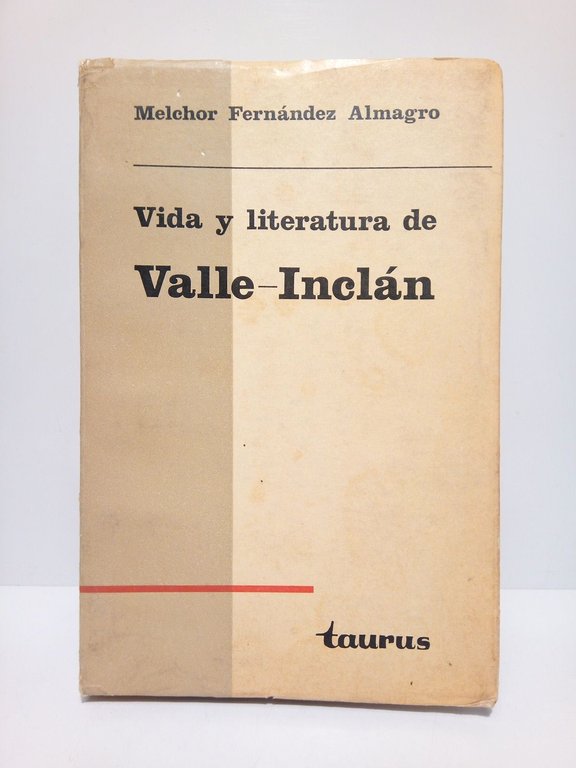 Melchor Fernández Almagro
Vida y literatura de
Valle-Inclán
taurus